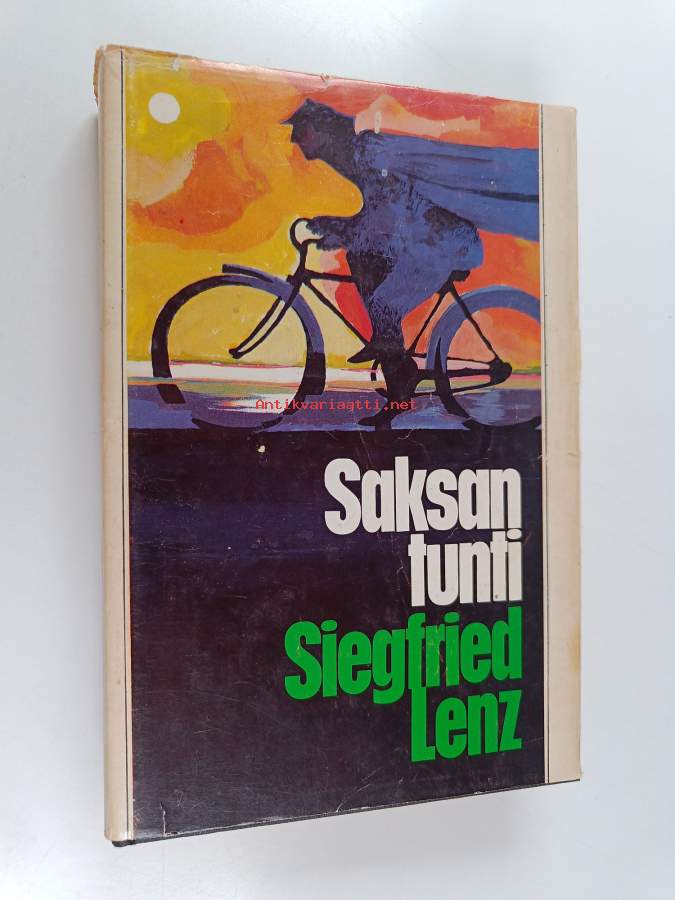 Antikvariaatti.net
Saksan
tunti
Siegfried
Lenz